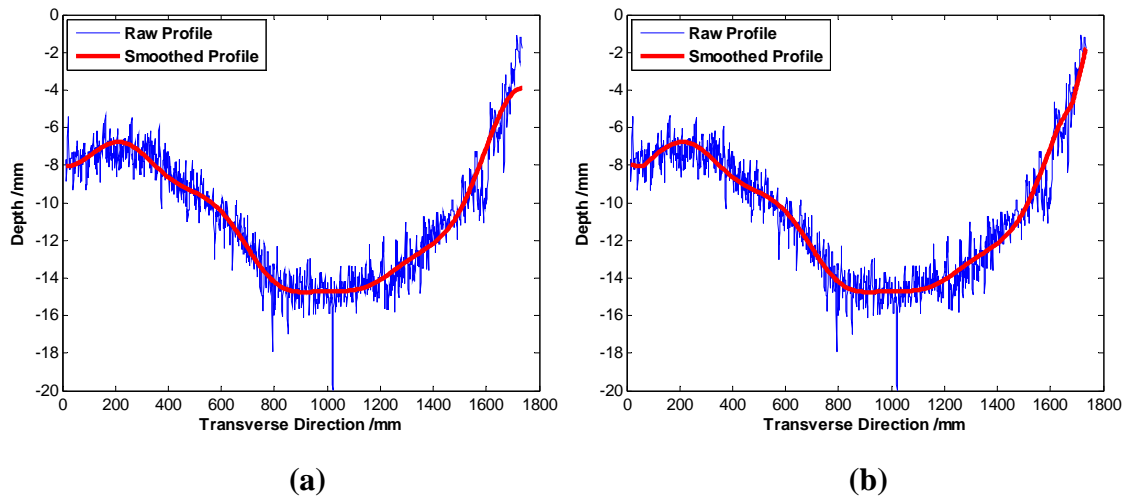 0
-2
-4
-6
-8
-10
-12
-14
-16
-18
-20
Depth /mm
Raw Profile
Smoothed Profile
0 200 400 600 800 1000 1200 1400 1600 1800
Transverse Direction /mm
(a)
0
-2
-4
-6
-8
-10
-12
-14
-16
-18
-20
Depth /mm
Raw Profile
Smoothed Profile
0 200 400 600 800 1000 1200 1400 1600 1800
Transverse Direction /mm
(b)